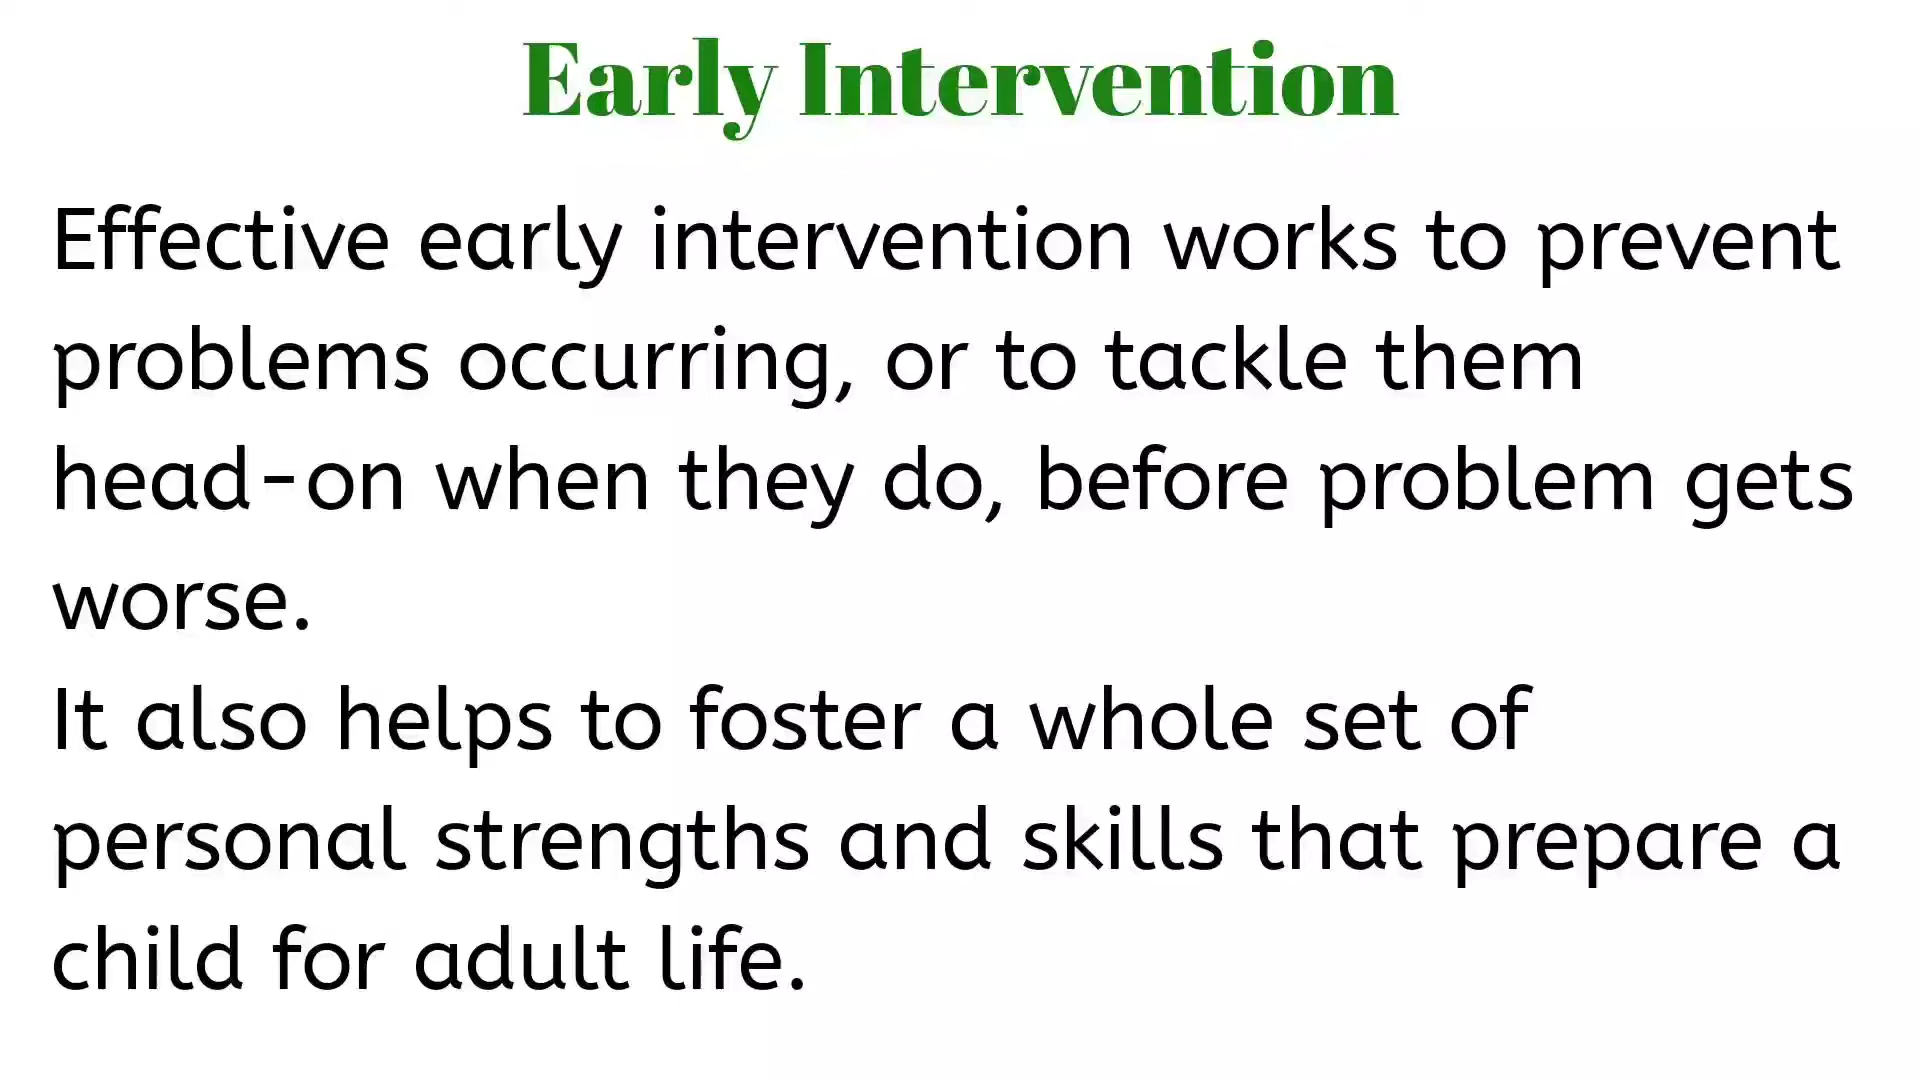 Early Intervention
Effective early intervention works to prevent
problems occurring, or to tackle them
head-on when they do, before problem gets
worse.
It also helps to foster a whole set of
personal strengths and skills that prepare a
child for adult life.